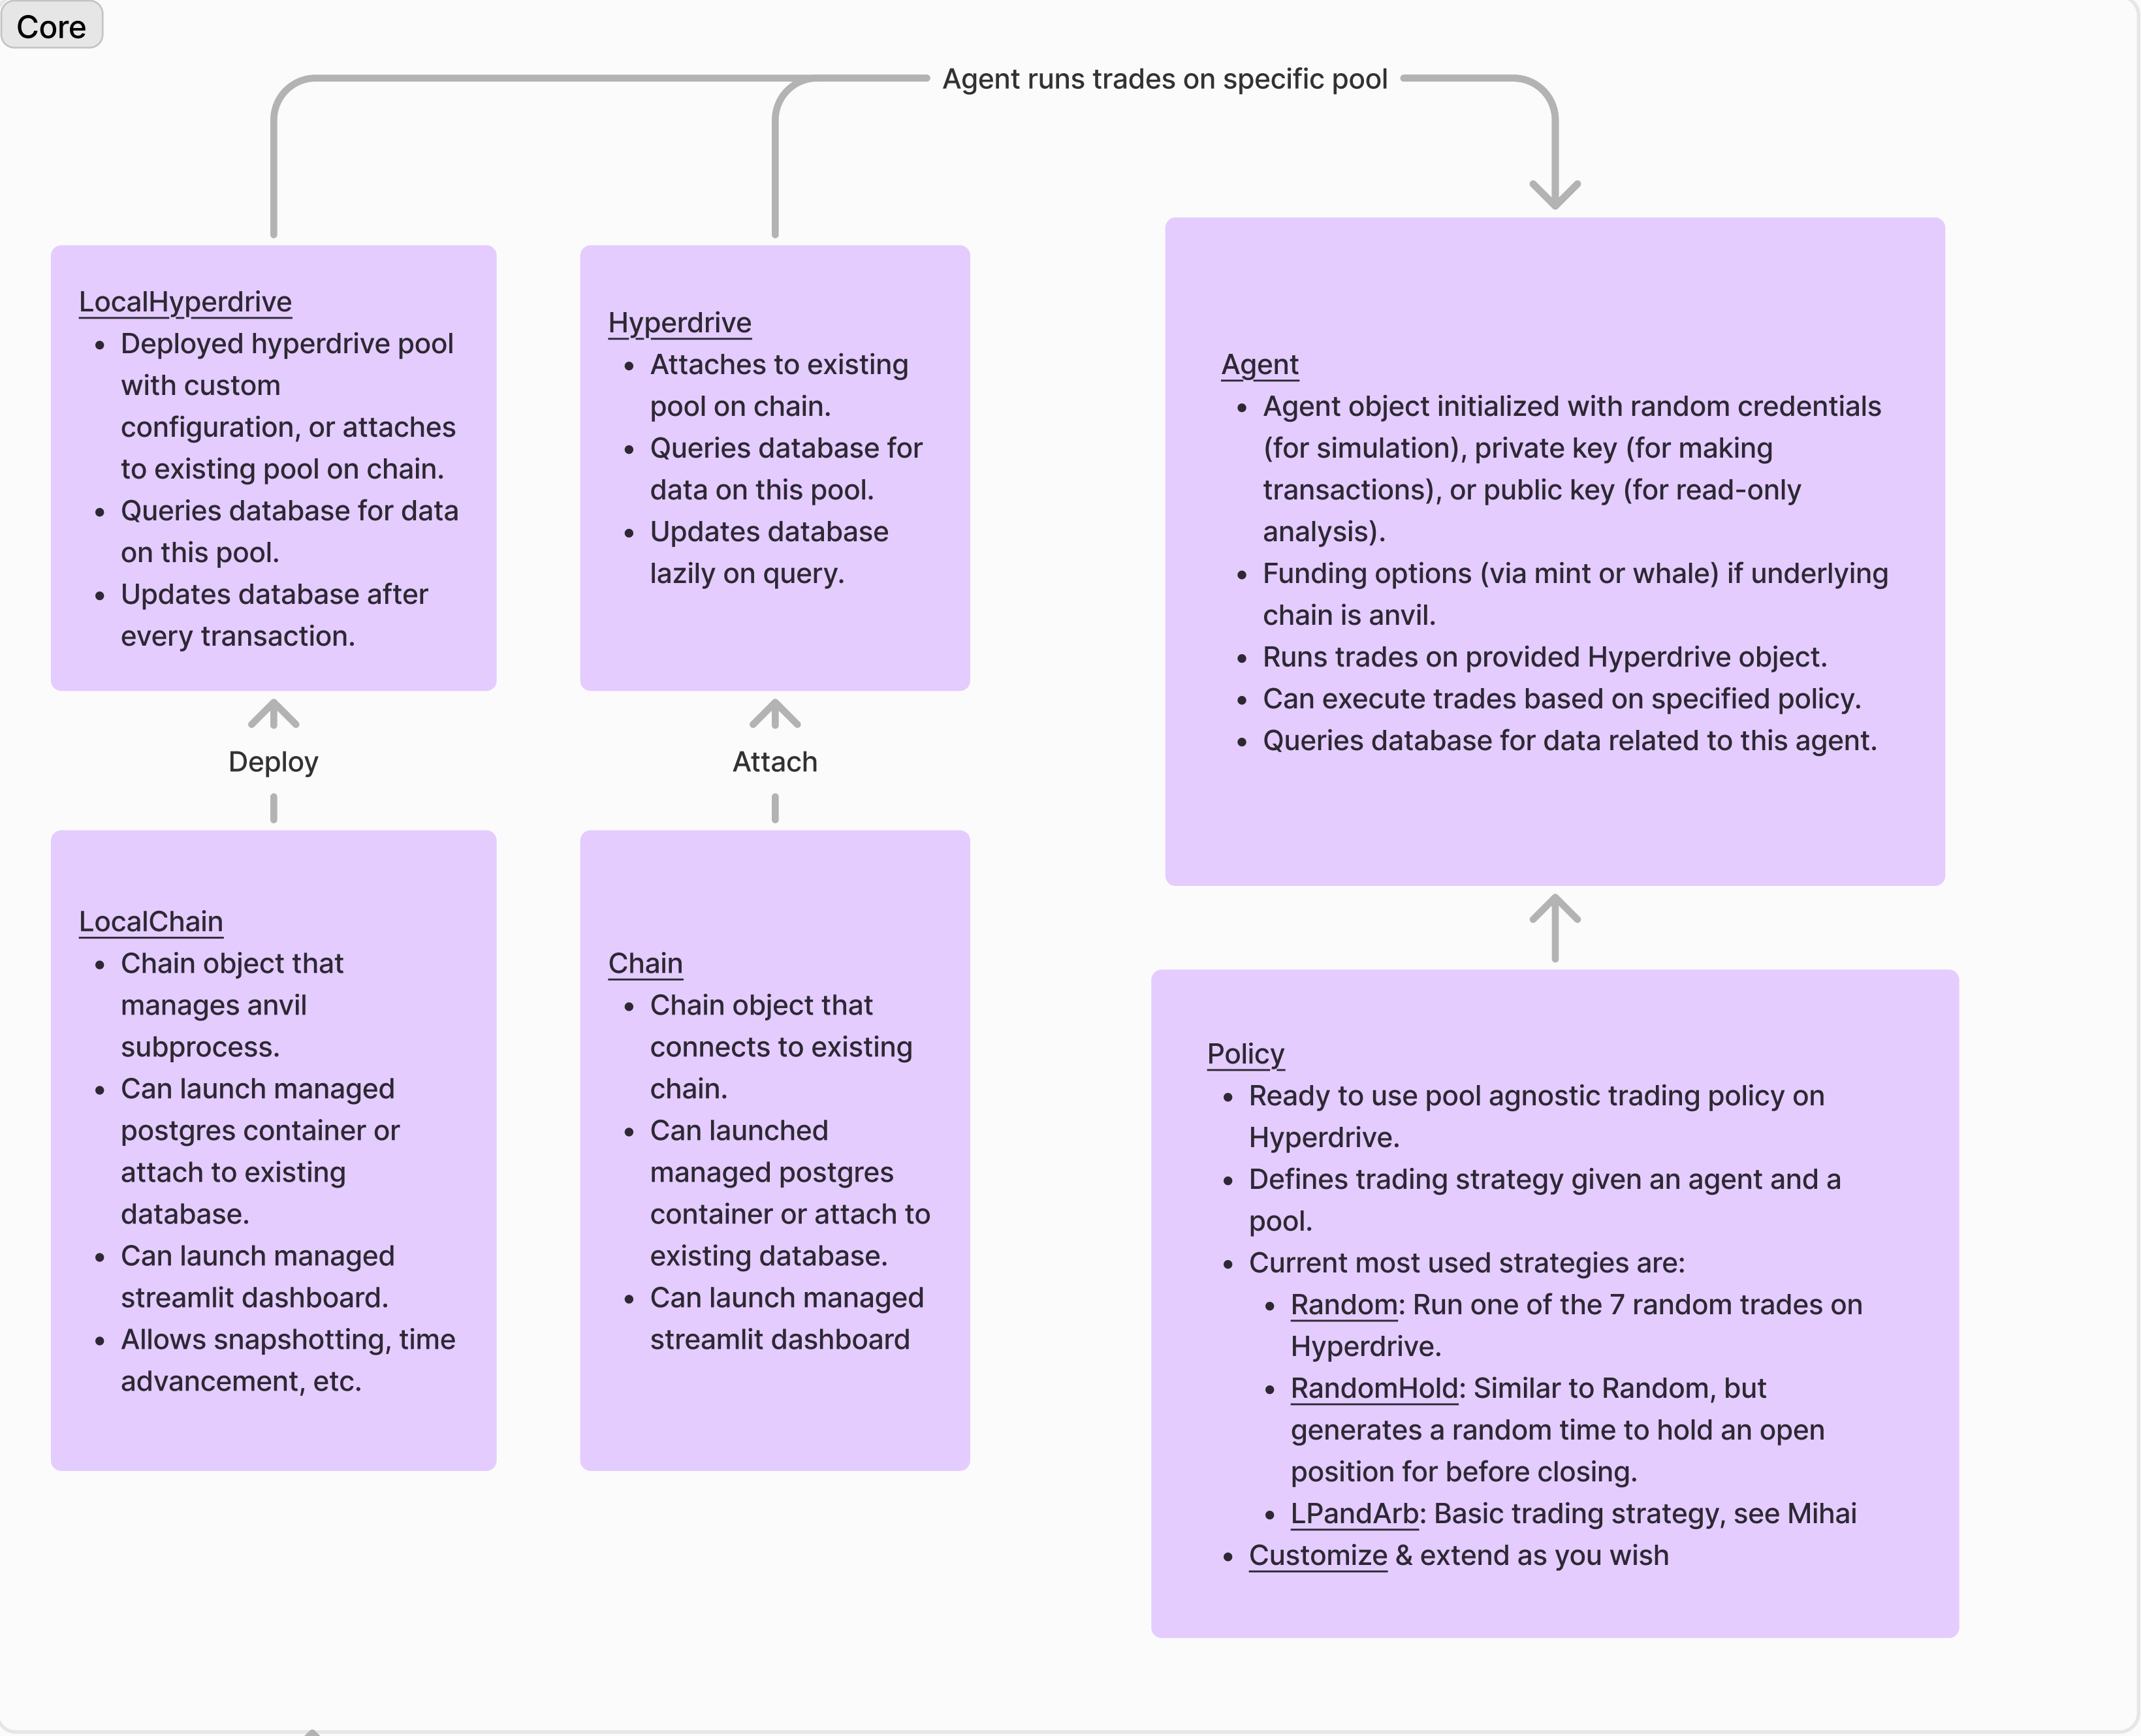 Core
Agent runs trades on specific pool
LocalHyperdrive
• Deployed hyperdrive pool
with custom
configuration, or attaches
to existing pool on chain.
• Queries database for data
on this pool.
• Updates database after
every transaction.
Hyperdrive
• Attaches to existing
pool on chain.
• Queries database for
data on this pool.
• Updates database
lazily on query.
Agent
• Agent object initialized with random credentials
(for simulation), private key (for making
transactions), or public key (for read-only
analysis).
• Funding options (via mint or whale) if underlying
chain is anvil.
• Runs trades on provided Hyperdrive object.
• Can execute trades based on specified policy.
• Queries database for data related to this agent.
Deploy
Attach
LocalChain
• Chain object that
manages anvil
subprocess.
• Can launch managed
postgres container or
attach to existing
database.
• Can launch managed
streamlit dashboard.
• Allows snapshotting, time
advancement, etc.
Chain
• Chain object that
connects to existing
chain.
• Can launched
managed postgres
container or attach to
existing database.
• Can launch managed
streamlit dashboard
Policy
• Ready to use pool agnostic trading policy on
Hyperdrive.
• Defines trading strategy given an agent and a
pool.
• Current most used strategies are:
• Random: Run one of the 7 random trades on
Hyperdrive.
• RandomHold: Similar to Random, but
generates a random time to hold an open
position for before closing.
• LPandArb: Basic trading strategy, see Mihai
• Customize & extend as you wish